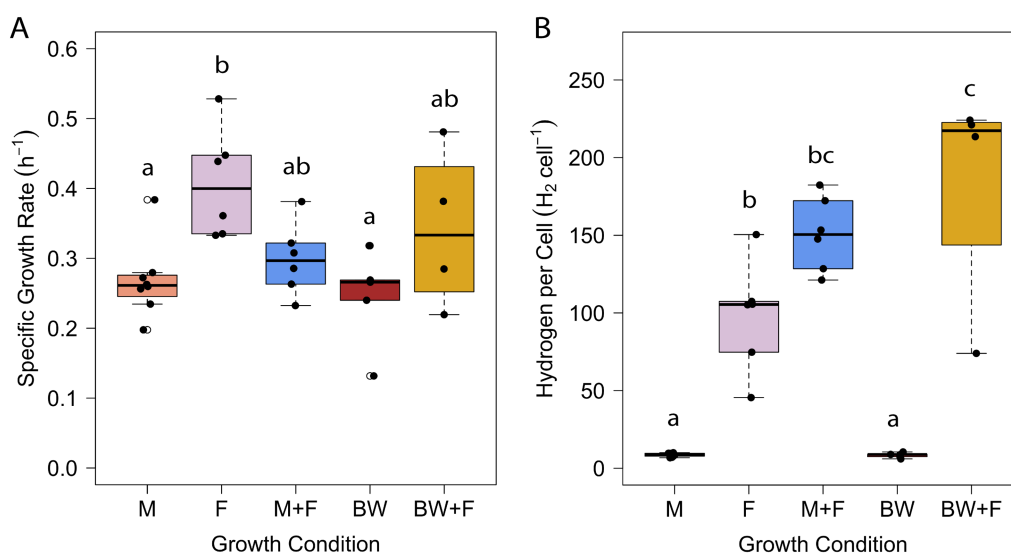 A
Specific Growth Rate (h⁻¹)
0.6
0.5
0.4
0.3
0.2
0.1
0.0
a
b
ab
a
ab
M
F
M+F
BW
BW+F
Growth Condition
B
Hydrogen per Cell (H₂ cell⁻¹)
250
200
150
100
50
0
a
b
bc
a
c
M
F
M+F
BW
BW+F
Growth Condition